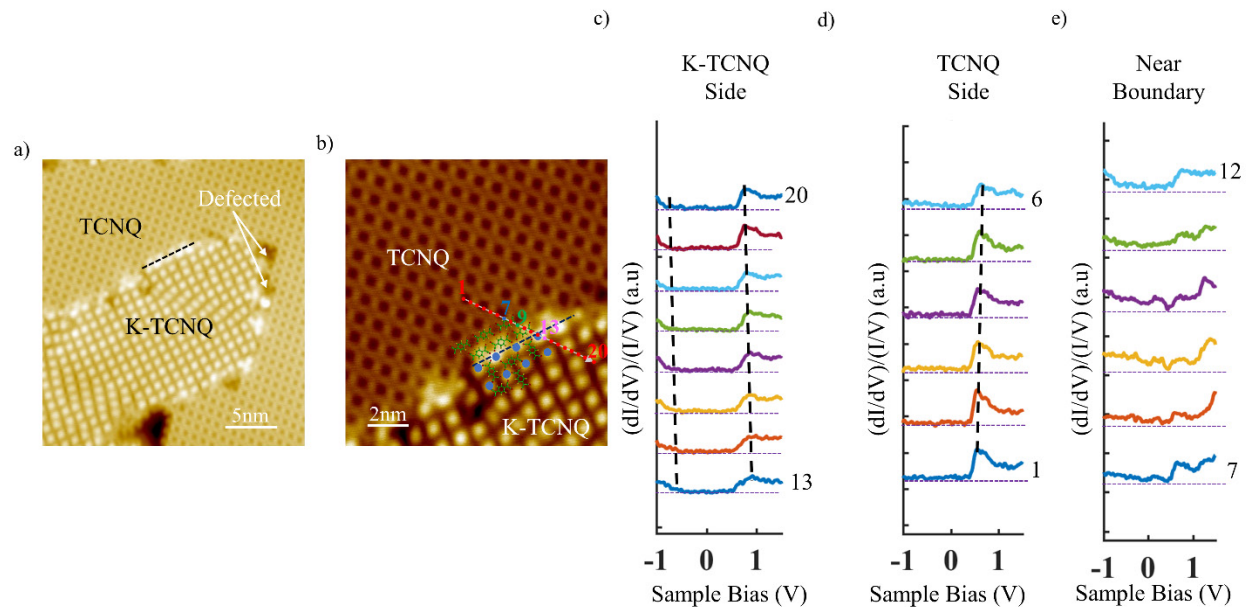 a)
TCNQ
Defected
K-TCNQ
5nm
b)
TCNQ
1
7
9
13
20
2nm
K-TCNQ
c)
K-TCNQ
Side
(dI/dV)/(I/V) (a.u)
20
13
-1 0 1
Sample Bias (V)
d)
TCNQ
Side
(dI/dV)/(I/V) (a.u)
6
1
-1 0 1
Sample Bias (V)
e)
Near
Boundary
(dI/dV)/(I/V) (a.u)
12
7
-1 0 1
Sample Bias (V)